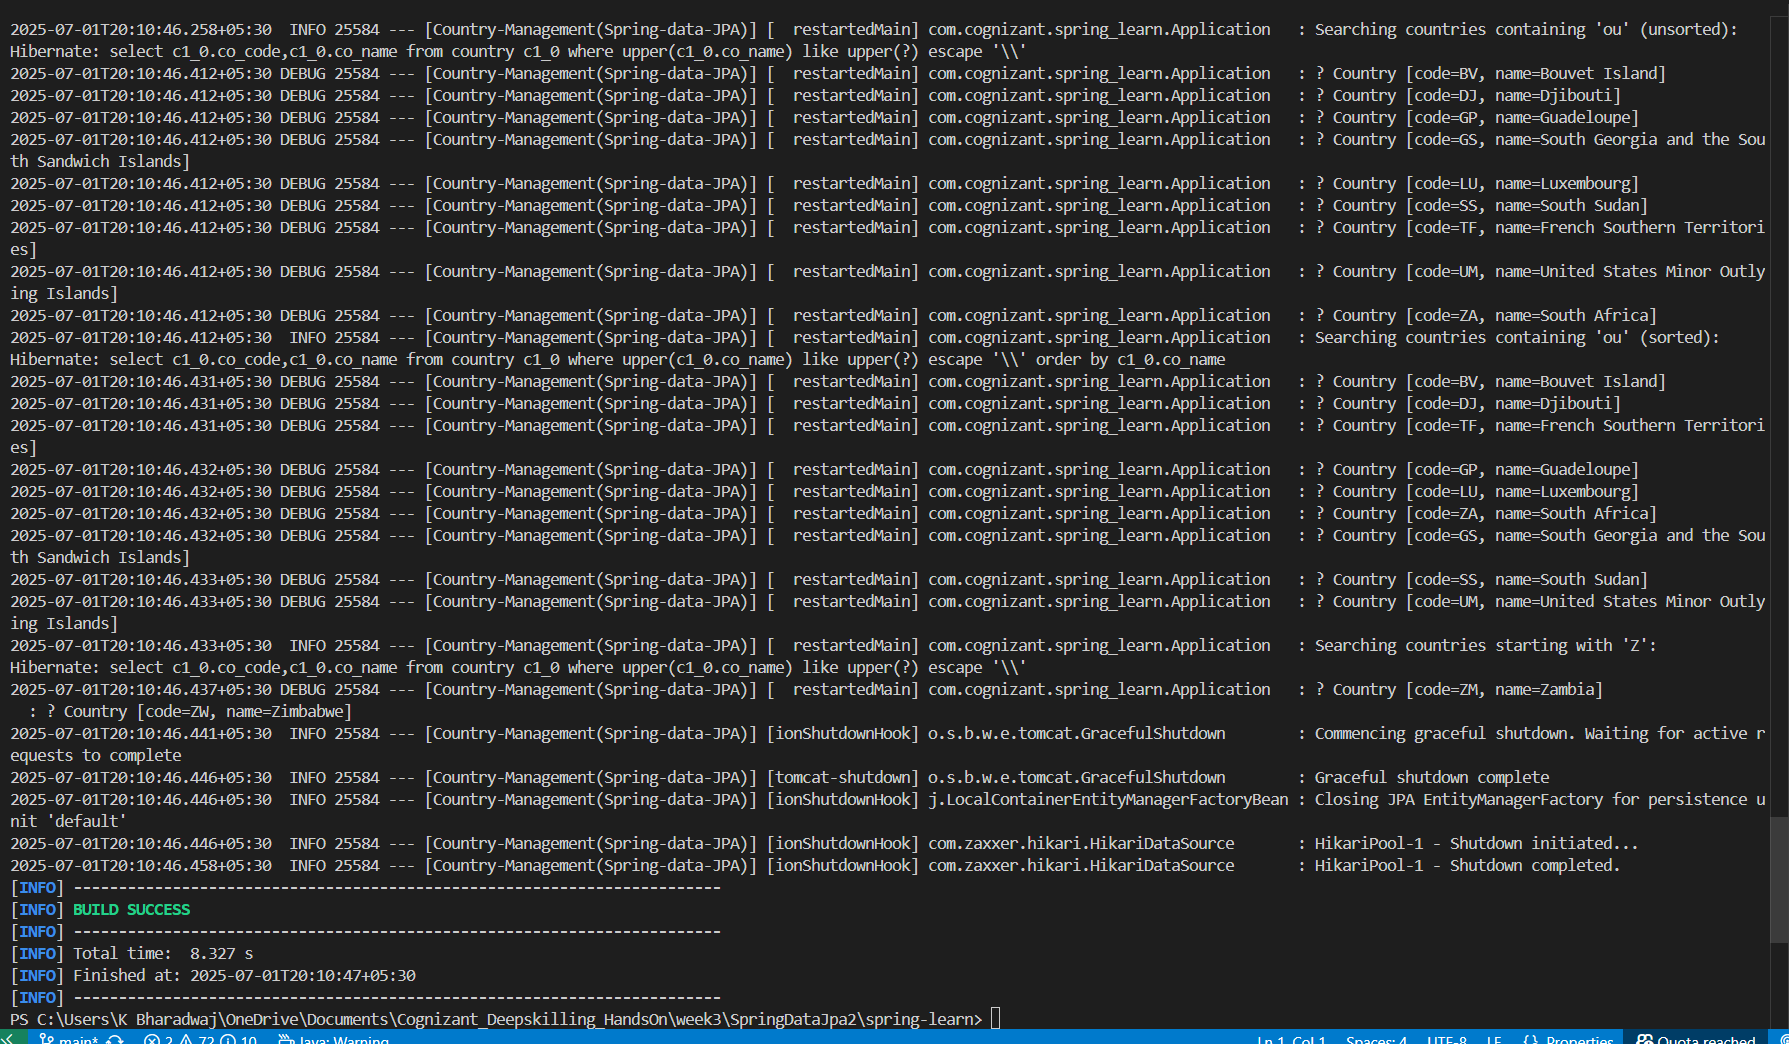 2025-07-01T20:10:46.258+05:30  INFO 25584 --- [Country-Management(Spring-data-JPA)] [  restartedMain] com.cognizant.spring_learn.Application   : Searching countries containing 'ou' (unsorted):
Hibernate: select c1_0.co_code,c1_0.co_name from country c1_0 where upper(c1_0.co_name) like upper(?) escape '\\'
2025-07-01T20:10:46.412+05:30 DEBUG 25584 --- [Country-Management(Spring-data-JPA)] [  restartedMain] com.cognizant.spring_learn.Application   : ? Country [code=BV, name=Bouvet Island]
2025-07-01T20:10:46.412+05:30 DEBUG 25584 --- [Country-Management(Spring-data-JPA)] [  restartedMain] com.cognizant.spring_learn.Application   : ? Country [code=DJ, name=Djibouti]
2025-07-01T20:10:46.412+05:30 DEBUG 25584 --- [Country-Management(Spring-data-JPA)] [  restartedMain] com.cognizant.spring_learn.Application   : ? Country [code=GP, name=Guadeloupe]
2025-07-01T20:10:46.412+05:30 DEBUG 25584 --- [Country-Management(Spring-data-JPA)] [  restartedMain] com.cognizant.spring_learn.Application   : ? Country [code=GS, name=South Georgia and the Sou
th Sandwich Islands]
2025-07-01T20:10:46.412+05:30 DEBUG 25584 --- [Country-Management(Spring-data-JPA)] [  restartedMain] com.cognizant.spring_learn.Application   : ? Country [code=LU, name=Luxembourg]
2025-07-01T20:10:46.412+05:30 DEBUG 25584 --- [Country-Management(Spring-data-JPA)] [  restartedMain] com.cognizant.spring_learn.Application   : ? Country [code=SS, name=South Sudan]
2025-07-01T20:10:46.412+05:30 DEBUG 25584 --- [Country-Management(Spring-data-JPA)] [  restartedMain] com.cognizant.spring_learn.Application   : ? Country [code=TF, name=French Southern Territori
es]
2025-07-01T20:10:46.412+05:30 DEBUG 25584 --- [Country-Management(Spring-data-JPA)] [  restartedMain] com.cognizant.spring_learn.Application   : ? Country [code=UM, name=United States Minor Outly
ing Islands]
2025-07-01T20:10:46.412+05:30 DEBUG 25584 --- [Country-Management(Spring-data-JPA)] [  restartedMain] com.cognizant.spring_learn.Application   : ? Country [code=ZA, name=South Africa]
2025-07-01T20:10:46.412+05:30  INFO 25584 --- [Country-Management(Spring-data-JPA)] [  restartedMain] com.cognizant.spring_learn.Application   : Searching countries containing 'ou' (sorted):
Hibernate: select c1_0.co_code,c1_0.co_name from country c1_0 where upper(c1_0.co_name) like upper(?) escape '\\' order by c1_0.co_name
2025-07-01T20:10:46.431+05:30 DEBUG 25584 --- [Country-Management(Spring-data-JPA)] [  restartedMain] com.cognizant.spring_learn.Application   : ? Country [code=BV, name=Bouvet Island]
2025-07-01T20:10:46.431+05:30 DEBUG 25584 --- [Country-Management(Spring-data-JPA)] [  restartedMain] com.cognizant.spring_learn.Application   : ? Country [code=DJ, name=Djibouti]
2025-07-01T20:10:46.431+05:30 DEBUG 25584 --- [Country-Management(Spring-data-JPA)] [  restartedMain] com.cognizant.spring_learn.Application   : ? Country [code=TF, name=French Southern Territori
es]
2025-07-01T20:10:46.432+05:30 DEBUG 25584 --- [Country-Management(Spring-data-JPA)] [  restartedMain] com.cognizant.spring_learn.Application   : ? Country [code=GP, name=Guadeloupe]
2025-07-01T20:10:46.432+05:30 DEBUG 25584 --- [Country-Management(Spring-data-JPA)] [  restartedMain] com.cognizant.spring_learn.Application   : ? Country [code=LU, name=Luxembourg]
2025-07-01T20:10:46.432+05:30 DEBUG 25584 --- [Country-Management(Spring-data-JPA)] [  restartedMain] com.cognizant.spring_learn.Application   : ? Country [code=ZA, name=South Africa]
2025-07-01T20:10:46.432+05:30 DEBUG 25584 --- [Country-Management(Spring-data-JPA)] [  restartedMain] com.cognizant.spring_learn.Application   : ? Country [code=GS, name=South Georgia and the Sou
th Sandwich Islands]
2025-07-01T20:10:46.433+05:30 DEBUG 25584 --- [Country-Management(Spring-data-JPA)] [  restartedMain] com.cognizant.spring_learn.Application   : ? Country [code=SS, name=South Sudan]
2025-07-01T20:10:46.433+05:30 DEBUG 25584 --- [Country-Management(Spring-data-JPA)] [  restartedMain] com.cognizant.spring_learn.Application   : ? Country [code=UM, name=United States Minor Outly
ing Islands]
2025-07-01T20:10:46.433+05:30  INFO 25584 --- [Country-Management(Spring-data-JPA)] [  restartedMain] com.cognizant.spring_learn.Application   : Searching countries starting with 'Z':
Hibernate: select c1_0.co_code,c1_0.co_name from country c1_0 where upper(c1_0.co_name) like upper(?) escape '\\'
2025-07-01T20:10:46.437+05:30 DEBUG 25584 --- [Country-Management(Spring-data-JPA)] [  restartedMain] com.cognizant.spring_learn.Application   : ? Country [code=ZM, name=Zambia]
  : ? Country [code=ZW, name=Zimbabwe]
2025-07-01T20:10:46.441+05:30  INFO 25584 --- [Country-Management(Spring-data-JPA)] [ionShutdownHook] o.s.b.w.e.tomcat.GracefulShutdown        : Commencing graceful shutdown. Waiting for active r
equests to complete
2025-07-01T20:10:46.446+05:30  INFO 25584 --- [Country-Management(Spring-data-JPA)] [tomcat-shutdown] o.s.b.w.e.tomcat.GracefulShutdown        : Graceful shutdown complete
2025-07-01T20:10:46.446+05:30  INFO 25584 --- [Country-Management(Spring-data-JPA)] [ionShutdownHook] j.LocalContainerEntityManagerFactoryBean : Closing JPA EntityManagerFactory for persistence u
nit 'default'
2025-07-01T20:10:46.446+05:30  INFO 25584 --- [Country-Management(Spring-data-JPA)] [ionShutdownHook] com.zaxxer.hikari.HikariDataSource       : HikariPool-1 - Shutdown initiated...
2025-07-01T20:10:46.458+05:30  INFO 25584 --- [Country-Management(Spring-data-JPA)] [ionShutdownHook] com.zaxxer.hikari.HikariDataSource       : HikariPool-1 - Shutdown completed.
[INFO] ------------------------------------------------------------------------
[INFO] BUILD SUCCESS
[INFO] ------------------------------------------------------------------------
[INFO] Total time:  8.327 s
[INFO] Finished at: 2025-07-01T20:10:47+05:30
[INFO] ------------------------------------------------------------------------
PS C:\Users\K Bharadwaj\OneDrive\Documents\Cognizant_Deepskilling_HandsOn\week3\SpringDataJpa2\spring-learn>
main* 2 72 10 Java: Warning Ln 1, Col 1 Spaces: 4 UTF-8 LF {} Properties Quota reached